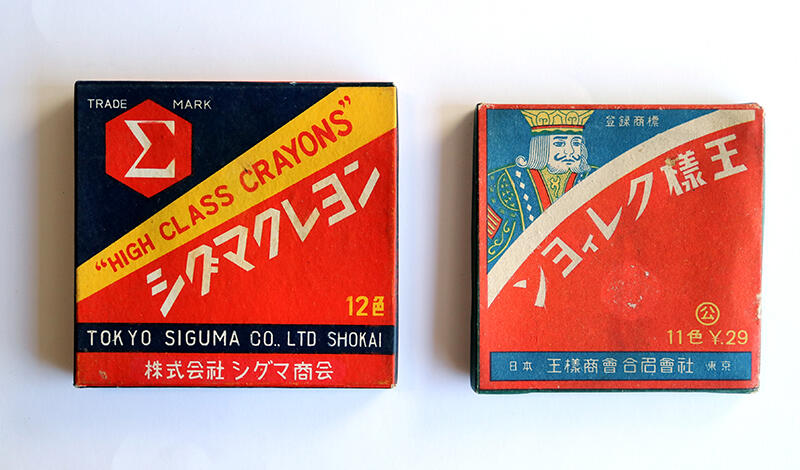 TRADE MARK
Σ
"HIGH CLASS CRAYONS"
シグマクレヨン
12色
TOKYO SIGUMA CO., LTD SHOKAI
株式会社 シグマ商会
登録商標
王樣クレィヨン
公
11色 ¥.29
日本 王樣商會合名會社 東京